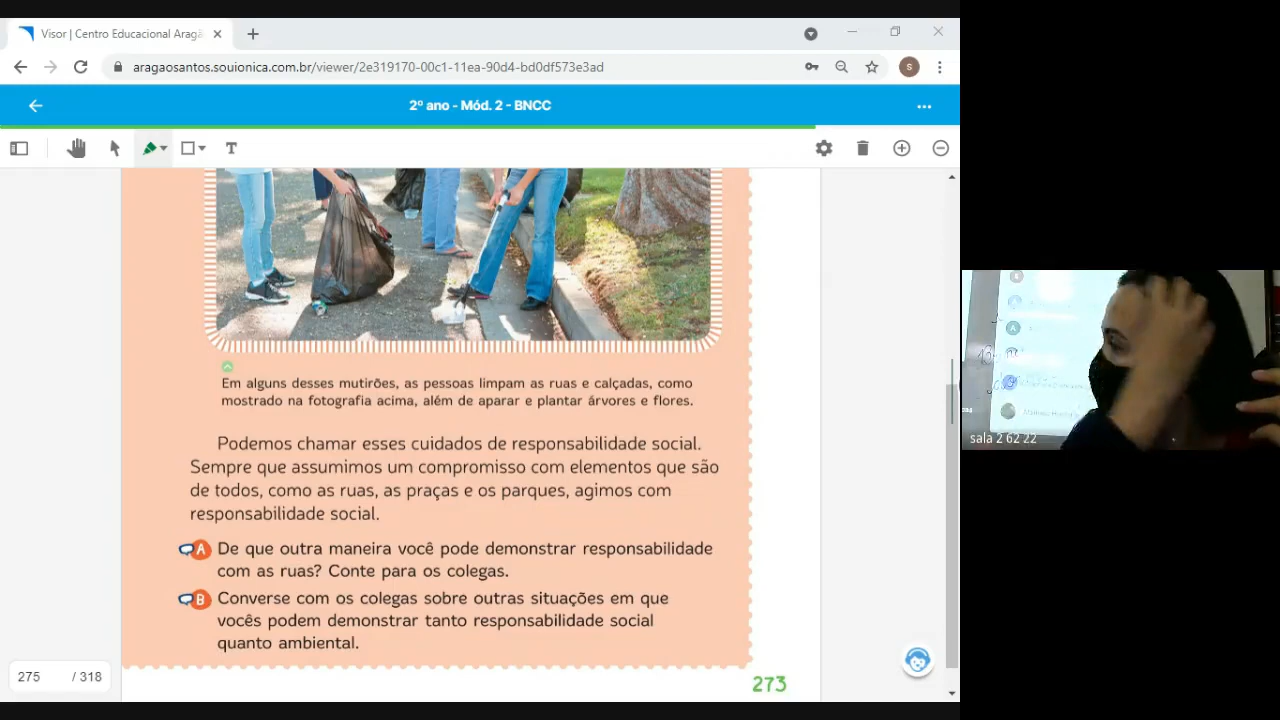 Visor | Centro Educacional Aragã
aragaosantos.souionica.com.br/viewer/2e319170-00c1-11ea-90d4-bd0df573e3ad
S
2º ano - Mód. 2 - BNCC
T
Em alguns desses mutirões, as pessoas limpam as ruas e calçadas, como
mostrado na fotografia acima, além de aparar e plantar árvores e flores.
Podemos chamar esses cuidados de responsabilidade social.
Sempre que assumimos um compromisso com elementos que são
de todos, como as ruas, as praças e os parques, agimos com
responsabilidade social.
A De que outra maneira você pode demonstrar responsabilidade
com as ruas? Conte para os colegas.
B Converse com os colegas sobre outras situações em que
vocês podem demonstrar tanto responsabilidade social
quanto ambiental.
275 / 318
273
A
sala 2 62 22